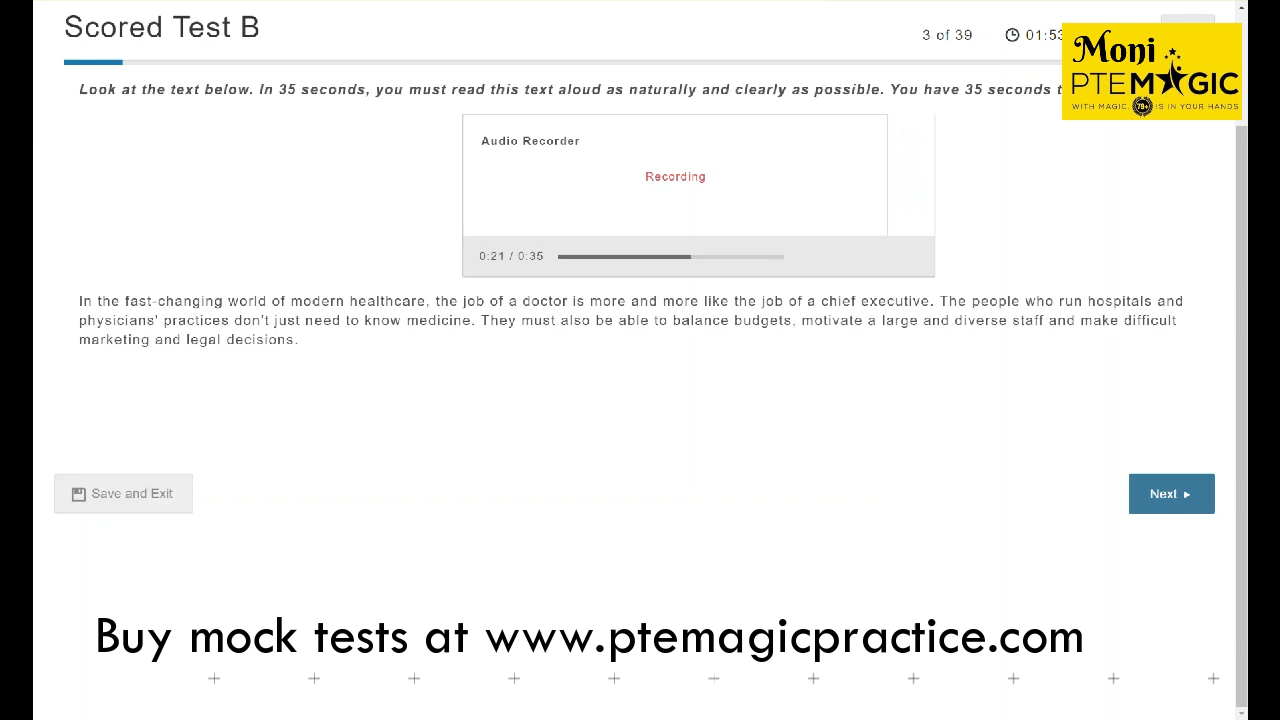 Scored Test B
3 of 39
01:53
Moni
PTEMAGIC
WITH MAGIC, 79+ IS IN YOUR HANDS
Look at the text below. In 35 seconds, you must read this text aloud as naturally and clearly as possible. You have 35 seconds t
Audio Recorder
Recording
0:21 / 0:35
In the fast-changing world of modern healthcare, the job of a doctor is more and more like the job of a chief executive. The people who run hospitals and
physicians' practices don't just need to know medicine. They must also be able to balance budgets, motivate a large and diverse staff and make difficult
marketing and legal decisions.
Save and Exit
Next
Buy mock tests at www.ptemagicpractice.com